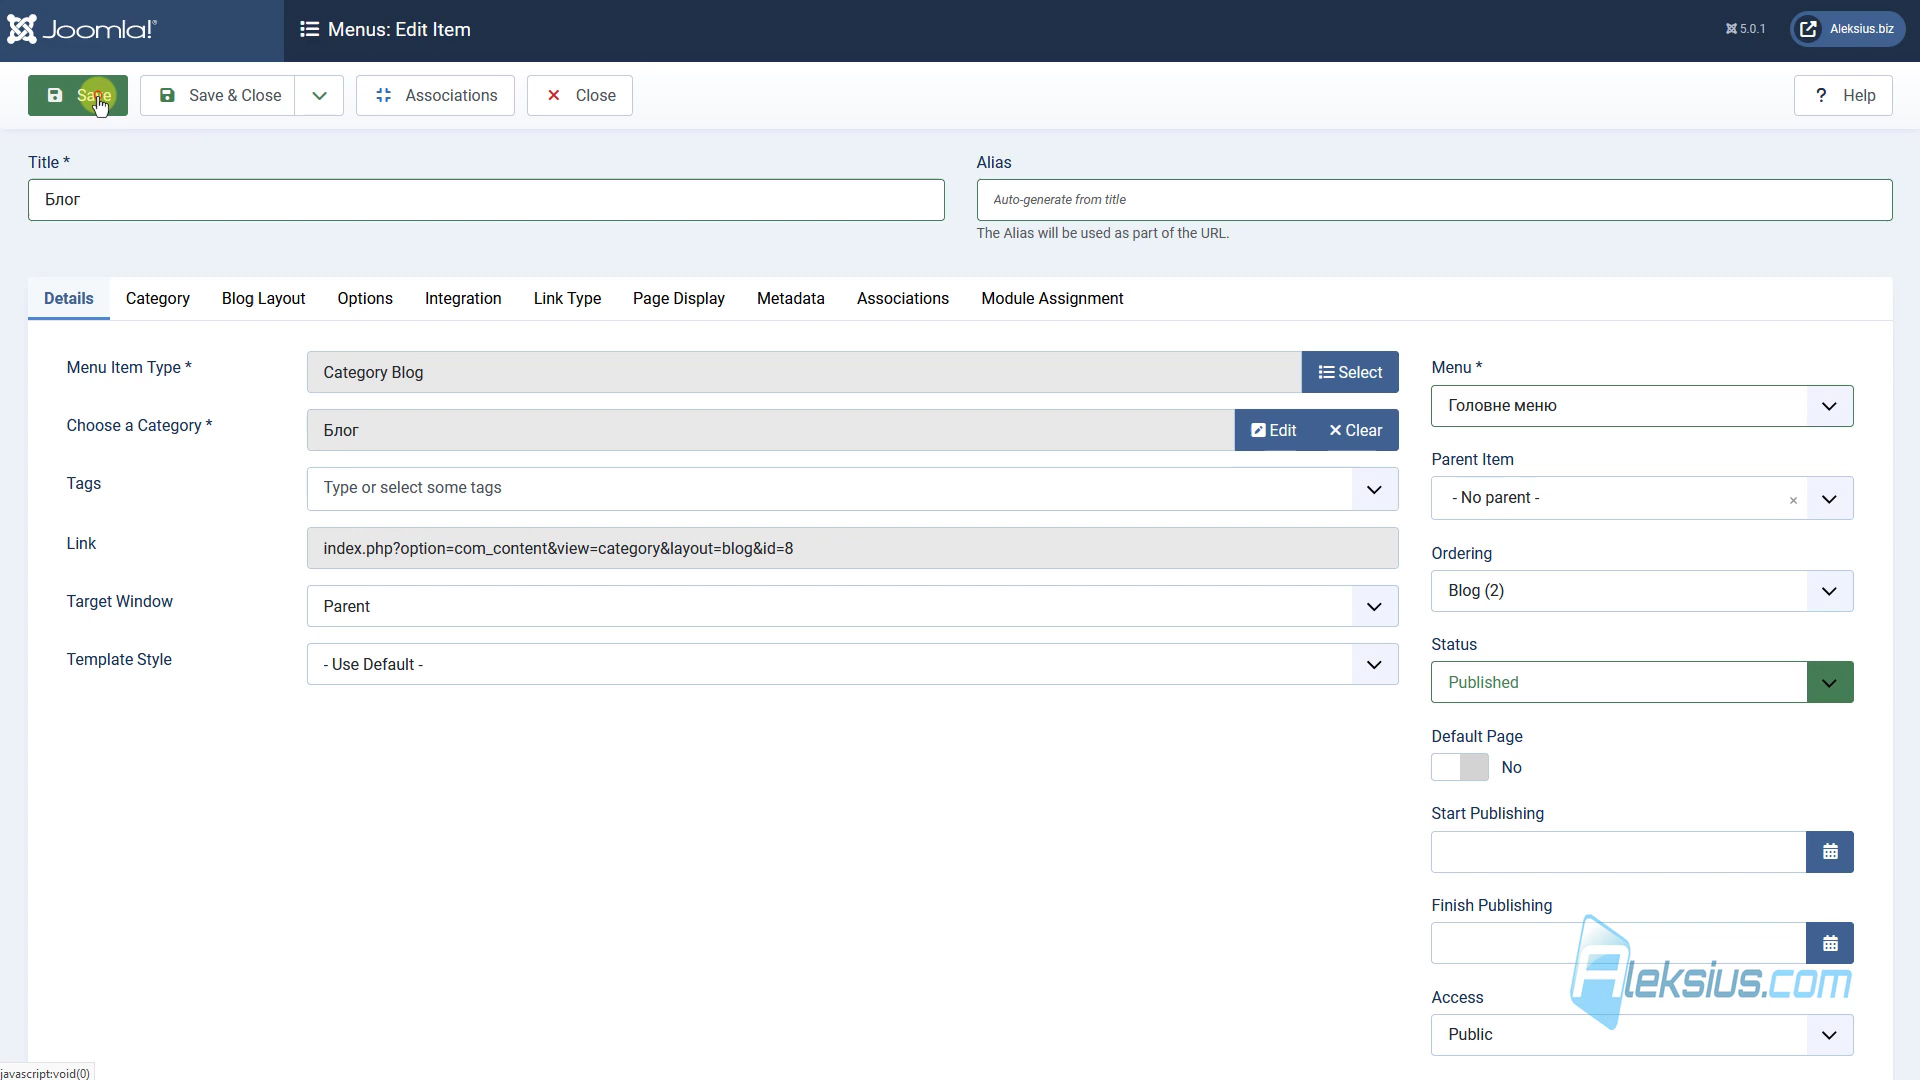 Joomla!®
Menus: Edit Item
5.0.1
Aleksius.biz
Save
Save & Close
Associations
Close
? Help
Title *
Alias
Блог
Auto-generate from title
The Alias will be used as part of the URL.
Details Category Blog Layout Options Integration Link Type Page Display Metadata Associations Module Assignment
Menu Item Type *
Category Blog
Select
Choose a Category *
Блог
Edit
Clear
Tags
Type or select some tags
Link
index.php?option=com_content&view=category&layout=blog&id=8
Target Window
Parent
Template Style
- Use Default -
Menu *
Головне меню
Parent Item
- No parent -
×
Ordering
Blog (2)
Status
Published
Default Page
No
Start Publishing
Finish Publishing
Access
Public
Aleksius.com
javascript:void(0)